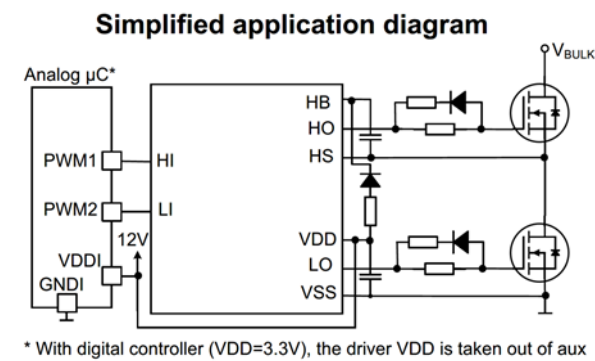 Simplified application diagram
VBULK
Analog µC*
HB
HO
PWM1
HI
HS
PWM2
LI
12V
VDD
VDDI
LO
GNDI
VSS
* With digital controller (VDD=3.3V), the driver VDD is taken out of aux